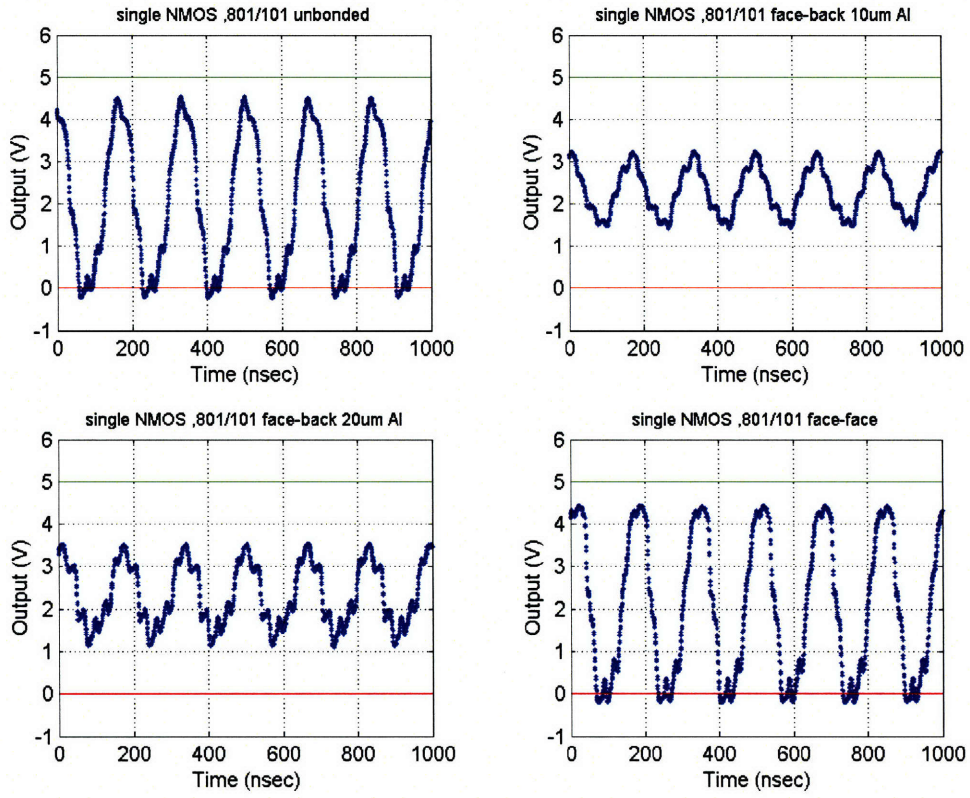 single NMOS ,801/101 unbonded
6
5
4
3
2
1
0
-1
Output (V)
0 200 400 600 800 1000
Time (nsec)
single NMOS ,801/101 face-back 10um Al
6
5
4
3
2
1
0
-1
Output (V)
0 200 400 600 800 1000
Time (nsec)
single NMOS ,801/101 face-back 20um Al
6
5
4
3
2
1
0
-1
Output (V)
0 200 400 600 800 1000
Time (nsec)
single NMOS ,801/101 face-face
6
5
4
3
2
1
0
-1
Output (V)
0 200 400 600 800 1000
Time (nsec)